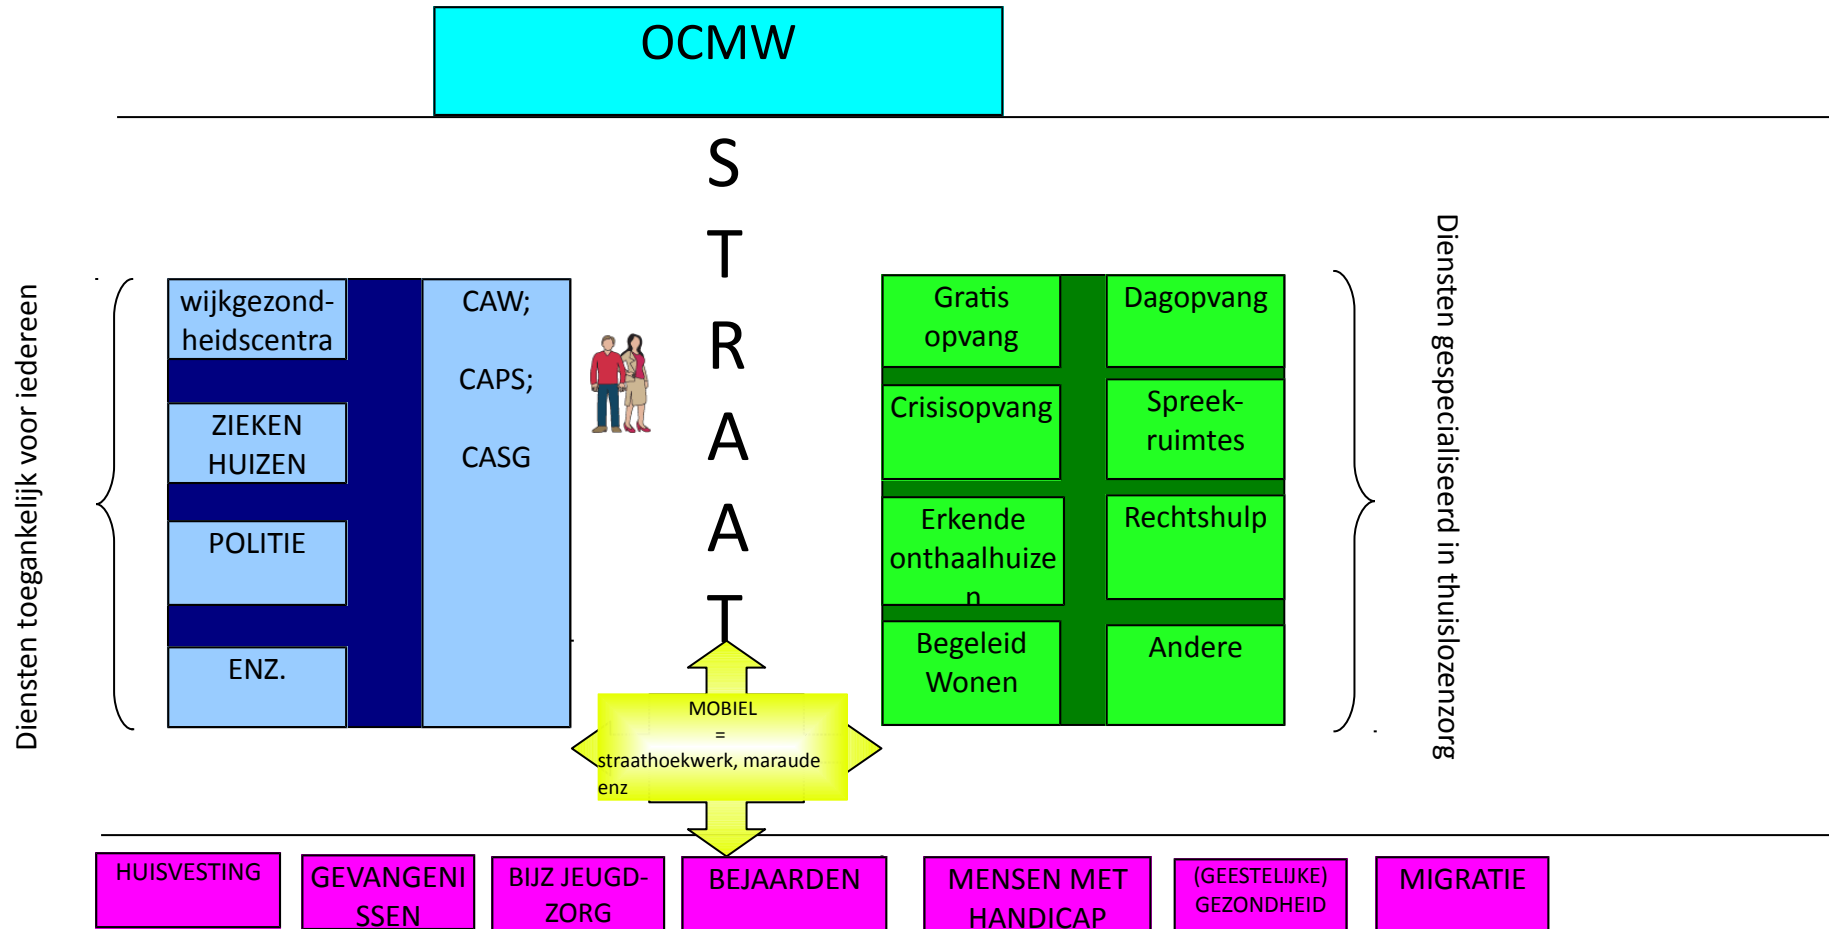 OCMW
S
T
R
A
A
T
Diensten toegankelijk voor iedereen
wijkgezond-
heidscentra
ZIEKEN
HUIZEN
POLITIE
ENZ.
CAW;
CAPS;
CASG
Gratis
opvang
Dagopvang
Crisisopvang
Spreek-
ruimtes
Erkende
onthaalhuize
n
Rechtshulp
Begeleid
Wonen
Andere
Diensten gespecialiseerd in thuislozenzorg
MOBIEL
=
straathoekwerk, maraude
enz
HUISVESTING
GEVANGENI
SSEN
BIJZ JEUGD-
ZORG
BEJAARDEN
MENSEN MET
HANDICAP
(GEESTELIJKE)
GEZONDHEID
MIGRATIE